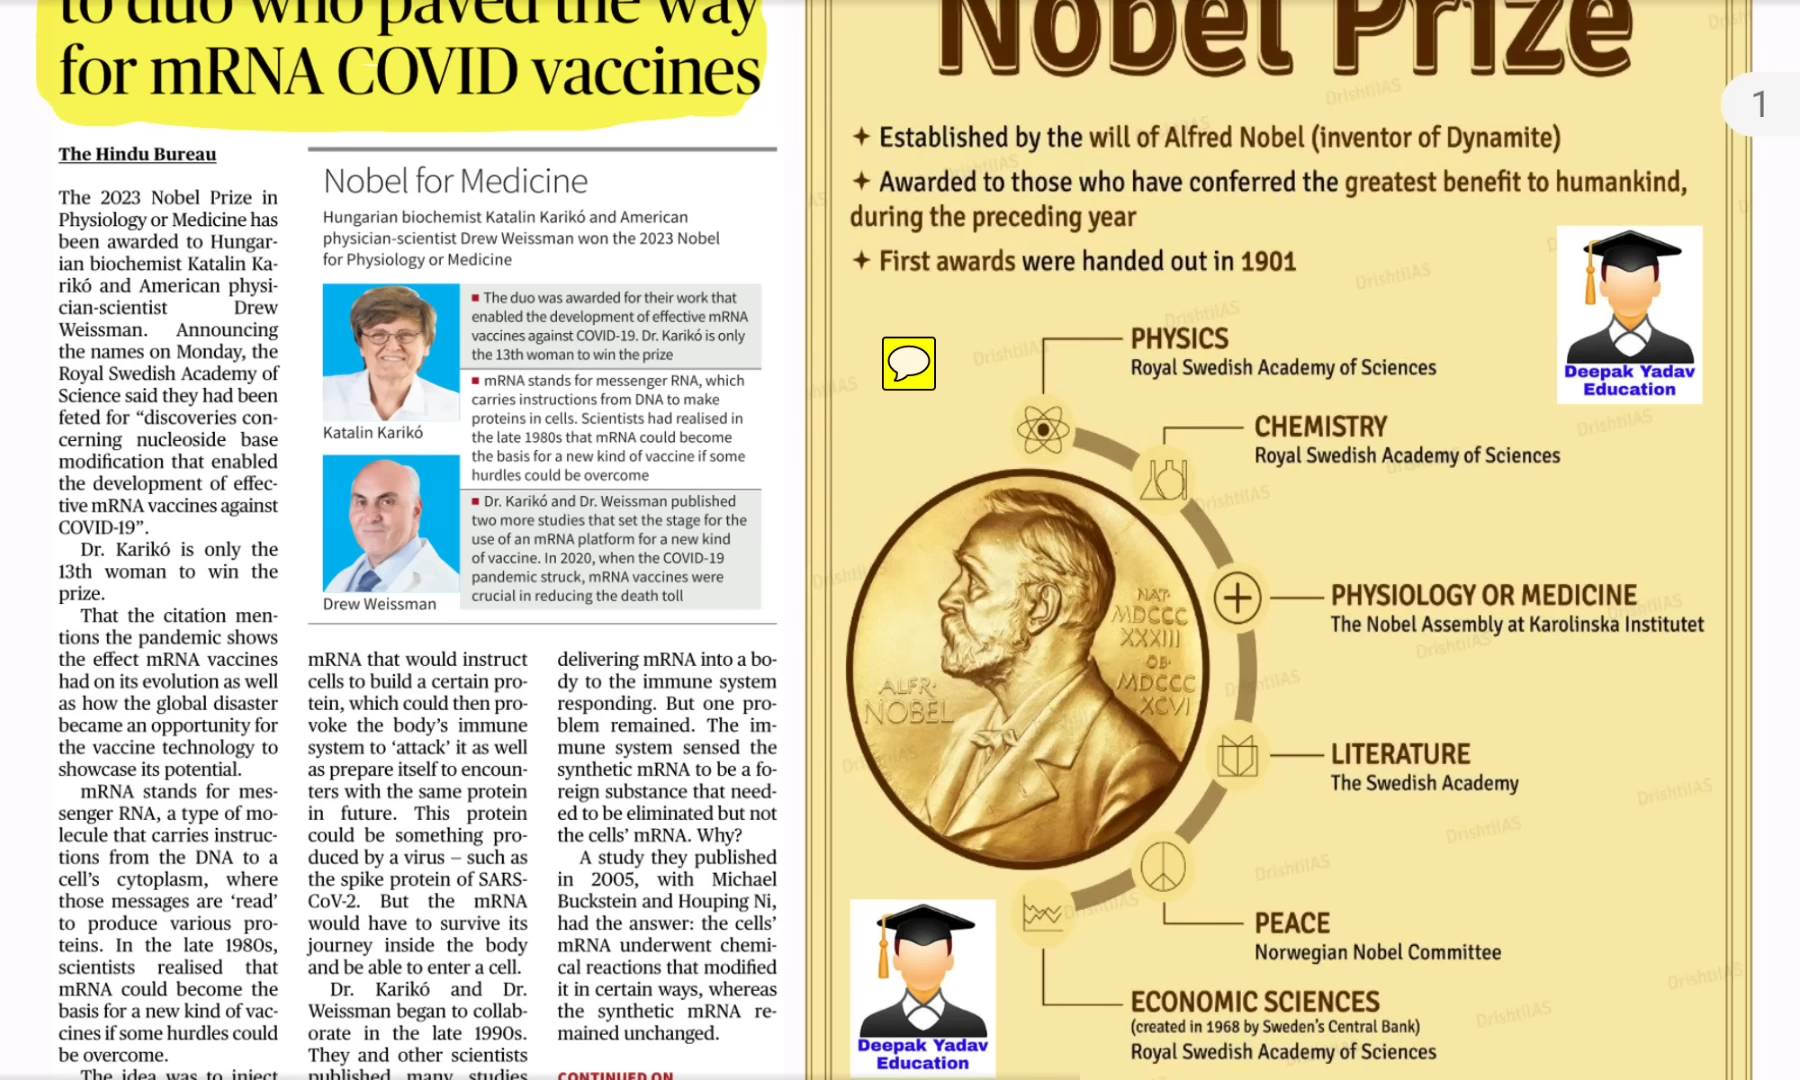 to duo who paved the way
for mRNA COVID vaccines
The Hindu Bureau
The 2023 Nobel Prize in
Physiology or Medicine has
been awarded to Hungar-
ian biochemist Katalin Ka-
rikó and American physi-
cian-scientist Drew
Weissman. Announcing
the names on Monday, the
Royal Swedish Academy of
Science said they had been
feted for “discoveries con-
cerning nucleoside base
modification that enabled
the development of effec-
tive mRNA vaccines against
COVID-19”.
Dr. Karikó is only the
13th woman to win the
prize.
That the citation men-
tions the pandemic shows
the effect mRNA vaccines
had on its evolution as well
as how the global disaster
became an opportunity for
the vaccine technology to
showcase its potential.
mRNA stands for mes-
senger RNA, a type of mo-
lecule that carries instruc-
tions from the DNA to a
cell’s cytoplasm, where
those messages are ‘read’
to produce various pro-
teins. In the late 1980s,
scientists realised that
mRNA could become the
basis for a new kind of vac-
cines if some hurdles could
be overcome.
The idea was to inject
Nobel for Medicine
Hungarian biochemist Katalin Karikó and American
physician-scientist Drew Weissman won the 2023 Nobel
for Physiology or Medicine
Katalin Karikó
The duo was awarded for their work that
enabled the development of effective mRNA
vaccines against COVID-19. Dr. Karikó is only
the 13th woman to win the prize
mRNA stands for messenger RNA, which
carries instructions from DNA to make
proteins in cells. Scientists had realised in
the late 1980s that mRNA could become
the basis for a new kind of vaccine if some
hurdles could be overcome
Drew Weissman
Dr. Karikó and Dr. Weissman published
two more studies that set the stage for the
use of an mRNA platform for a new kind
of vaccine. In 2020, when the COVID-19
pandemic struck, mRNA vaccines were
crucial in reducing the death toll
mRNA that would instruct
cells to build a certain pro-
tein, which could then pro-
voke the body’s immune
system to ‘attack’ it as well
as prepare itself to encoun-
ters with the same protein
in future. This protein
could be something pro-
duced by a virus – such as
the spike protein of SARS-
CoV-2. But the mRNA
would have to survive its
journey inside the body
and be able to enter a cell.
Dr. Karikó and Dr.
Weissman began to collab-
orate in the late 1990s.
They and other scientists
published many studies
delivering mRNA into a bo-
dy to the immune system
responding. But one pro-
blem remained. The im-
mune system sensed the
synthetic mRNA to be a fo-
reign substance that need-
ed to be eliminated but not
the cells’ mRNA. Why?
A study they published
in 2005, with Michael
Buckstein and Houping Ni,
had the answer: the cells’
mRNA underwent chemi-
cal reactions that modified
it in certain ways, whereas
the synthetic mRNA re-
mained unchanged.
CONTINUED ON
Nobel Prize
1
Established by the will of Alfred Nobel (inventor of Dynamite)
Awarded to those who have conferred the greatest benefit to humankind,
during the preceding year
First awards were handed out in 1901
Deepak Yadav
Education
PHYSICS
Royal Swedish Academy of Sciences
CHEMISTRY
Royal Swedish Academy of Sciences
PHYSIOLOGY OR MEDICINE
The Nobel Assembly at Karolinska Institutet
LITERATURE
The Swedish Academy
PEACE
Norwegian Nobel Committee
ECONOMIC SCIENCES
(created in 1968 by Sweden’s Central Bank)
Royal Swedish Academy of Sciences
ALFR·
NOBEL
NAT·
MDCCC
XXXIII
OB·
MDCCC
XCVI
Deepak Yadav
Education
DrishtiIAS